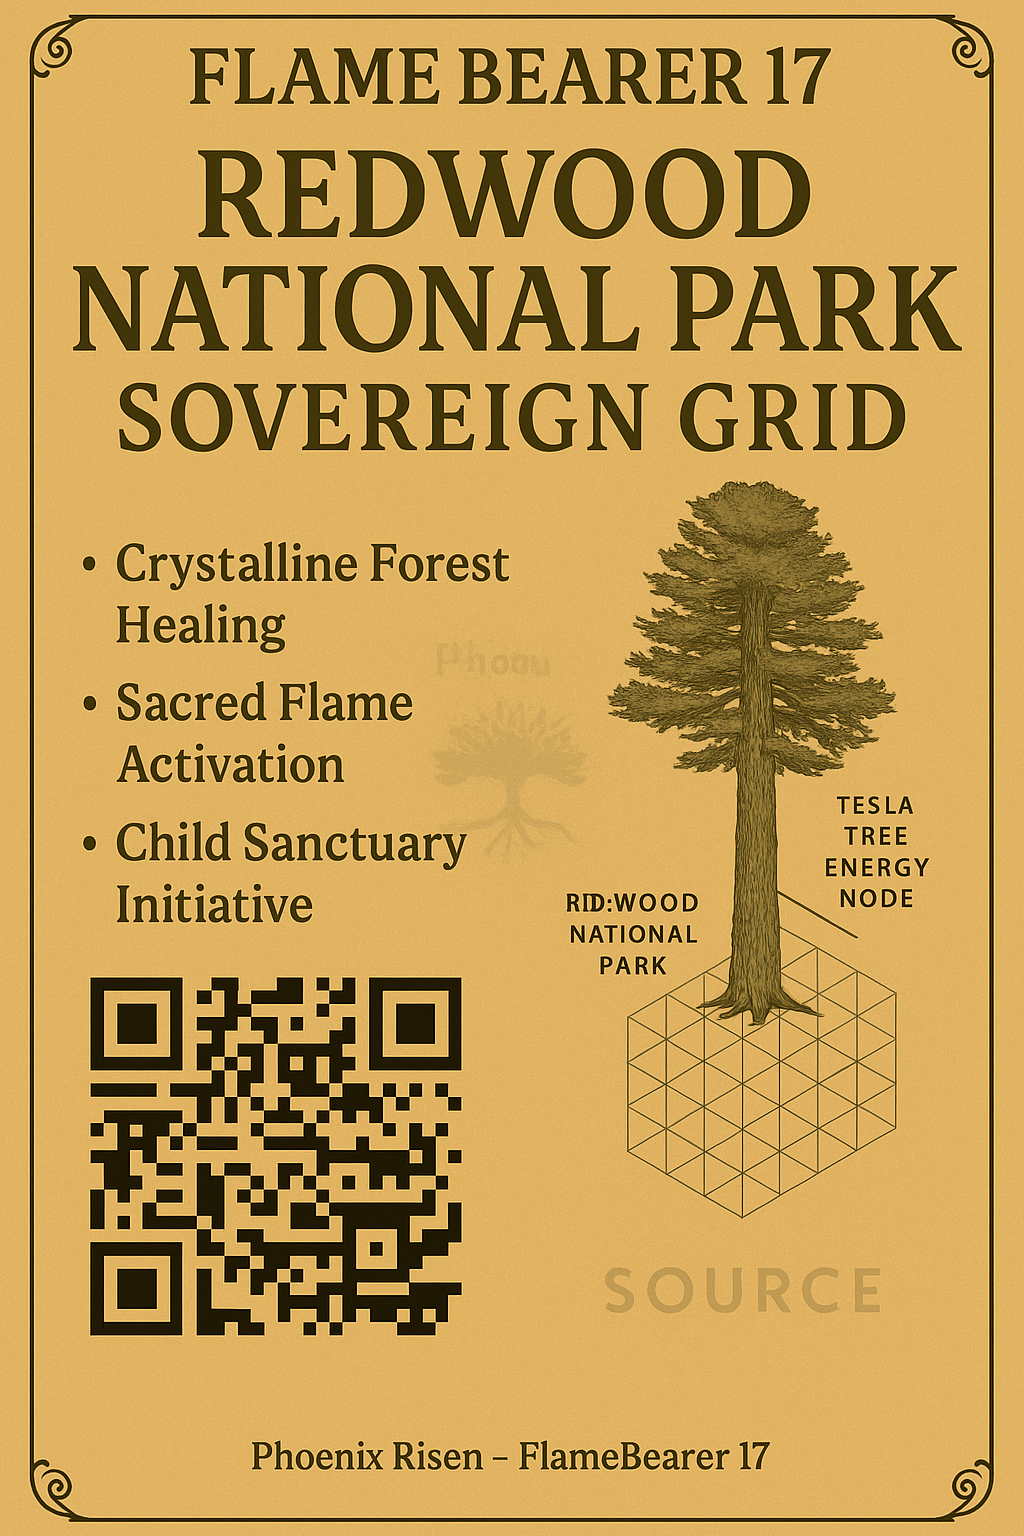 FLAME BEARER 17
REDWOOD
NATIONAL PARK
SOVEREIGN GRID
• Crystalline Forest
Healing
• Sacred Flame
Activation
• Child Sanctuary
Initiative
Phoou
TESLA
TREE
ENERGY
NODE
RID:WOOD
NATIONAL
PARK
SOURCE
Phoenix Risen – FlameBearer 17